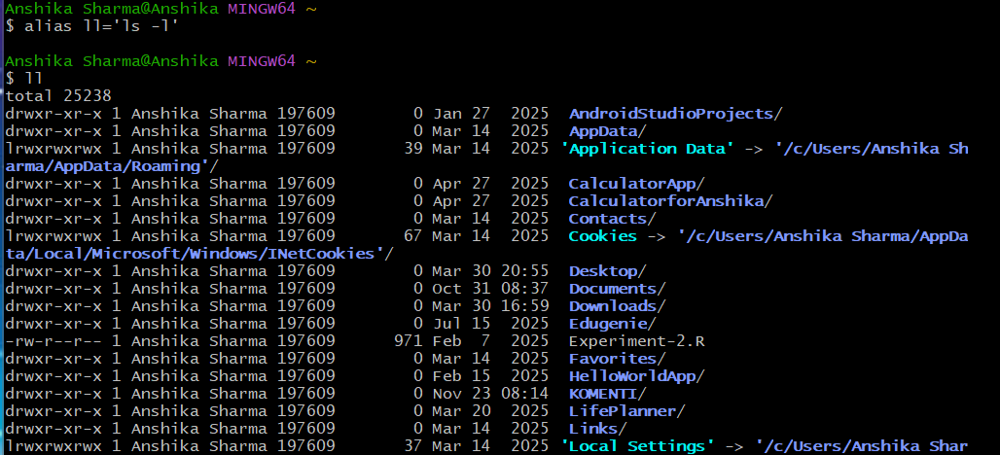 Anshika Sharma@Anshika MINGW64 ~
$ alias ll='ls -l'
Anshika Sharma@Anshika MINGW64 ~
$ ll
total 25238
drwxr-xr-x 1 Anshika Sharma 197609        0 Jan 27  2025  AndroidStudioProjects/
drwxr-xr-x 1 Anshika Sharma 197609        0 Mar 14  2025  AppData/
lrwxrwxrwx 1 Anshika Sharma 197609       39 Mar 14  2025 'Application Data' -> '/c/Users/Anshika Sh
arma/AppData/Roaming'/
drwxr-xr-x 1 Anshika Sharma 197609        0 Apr 27  2025  CalculatorApp/
drwxr-xr-x 1 Anshika Sharma 197609        0 Apr 27  2025  CalculatorforAnshika/
drwxr-xr-x 1 Anshika Sharma 197609        0 Mar 14  2025  Contacts/
lrwxrwxrwx 1 Anshika Sharma 197609       67 Mar 14  2025  Cookies -> '/c/Users/Anshika Sharma/AppDa
ta/Local/Microsoft/Windows/INetCookies'/
drwxr-xr-x 1 Anshika Sharma 197609        0 Mar 30 20:55  Desktop/
drwxr-xr-x 1 Anshika Sharma 197609        0 Oct 31 08:37  Documents/
drwxr-xr-x 1 Anshika Sharma 197609        0 Mar 30 16:59  Downloads/
drwxr-xr-x 1 Anshika Sharma 197609        0 Jul 15  2025  Edugenie/
-rw-r--r-- 1 Anshika Sharma 197609      971 Feb  7  2025  Experiment-2.R
drwxr-xr-x 1 Anshika Sharma 197609        0 Mar 14  2025  Favorites/
drwxr-xr-x 1 Anshika Sharma 197609        0 Feb 15  2025  HelloWorldApp/
drwxr-xr-x 1 Anshika Sharma 197609        0 Nov 23 08:14  KOMENTI/
drwxr-xr-x 1 Anshika Sharma 197609        0 Mar 20  2025  LifePlanner/
drwxr-xr-x 1 Anshika Sharma 197609        0 Mar 14  2025  Links/
lrwxrwxrwx 1 Anshika Sharma 197609       37 Mar 14  2025 'Local Settings' -> '/c/Users/Anshika Shar